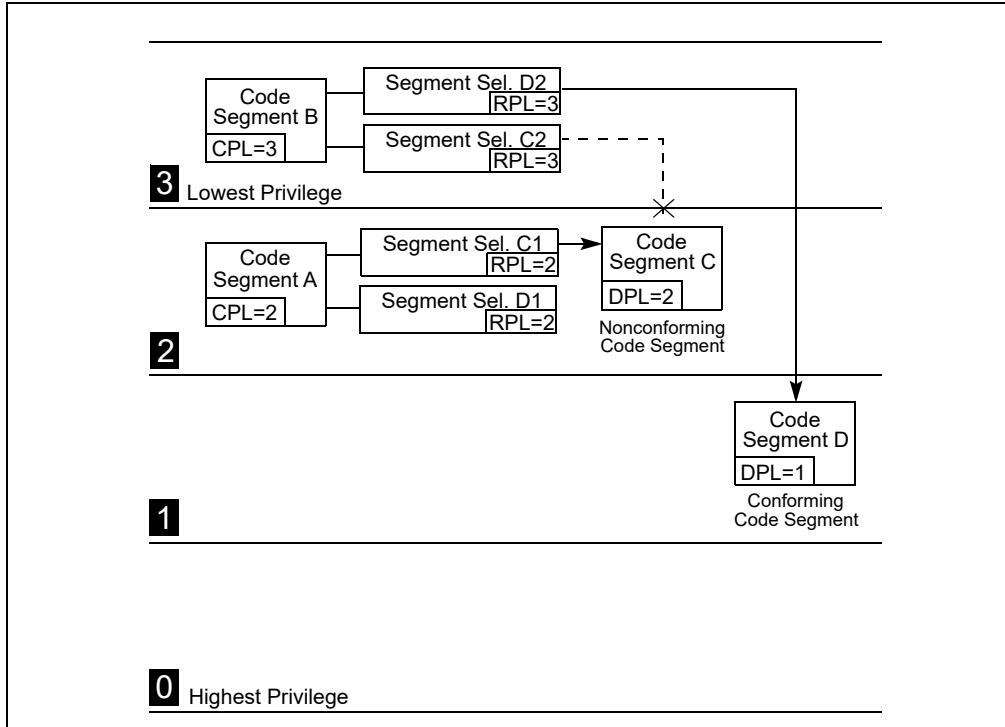 Code
Segment B
CPL=3
Segment Sel. D2
RPL=3
Segment Sel. C2
RPL=3
3 Lowest Privilege
Code
Segment A
CPL=2
Segment Sel. C1
RPL=2
Segment Sel. D1
RPL=2
Code
Segment C
DPL=2
Nonconforming
Code Segment
2
Code
Segment D
DPL=1
Conforming
Code Segment
1
0 Highest Privilege